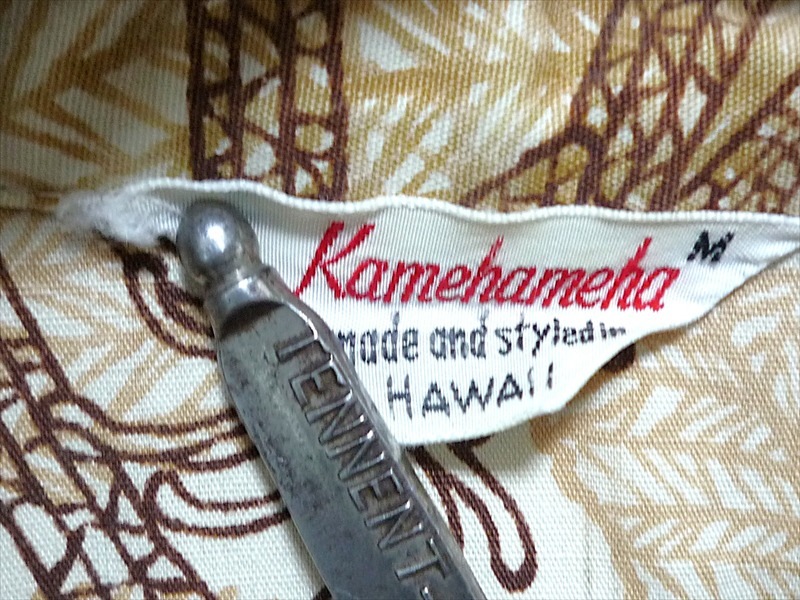 Kamehameha M
made and styled in
HAWAII
TENNENT